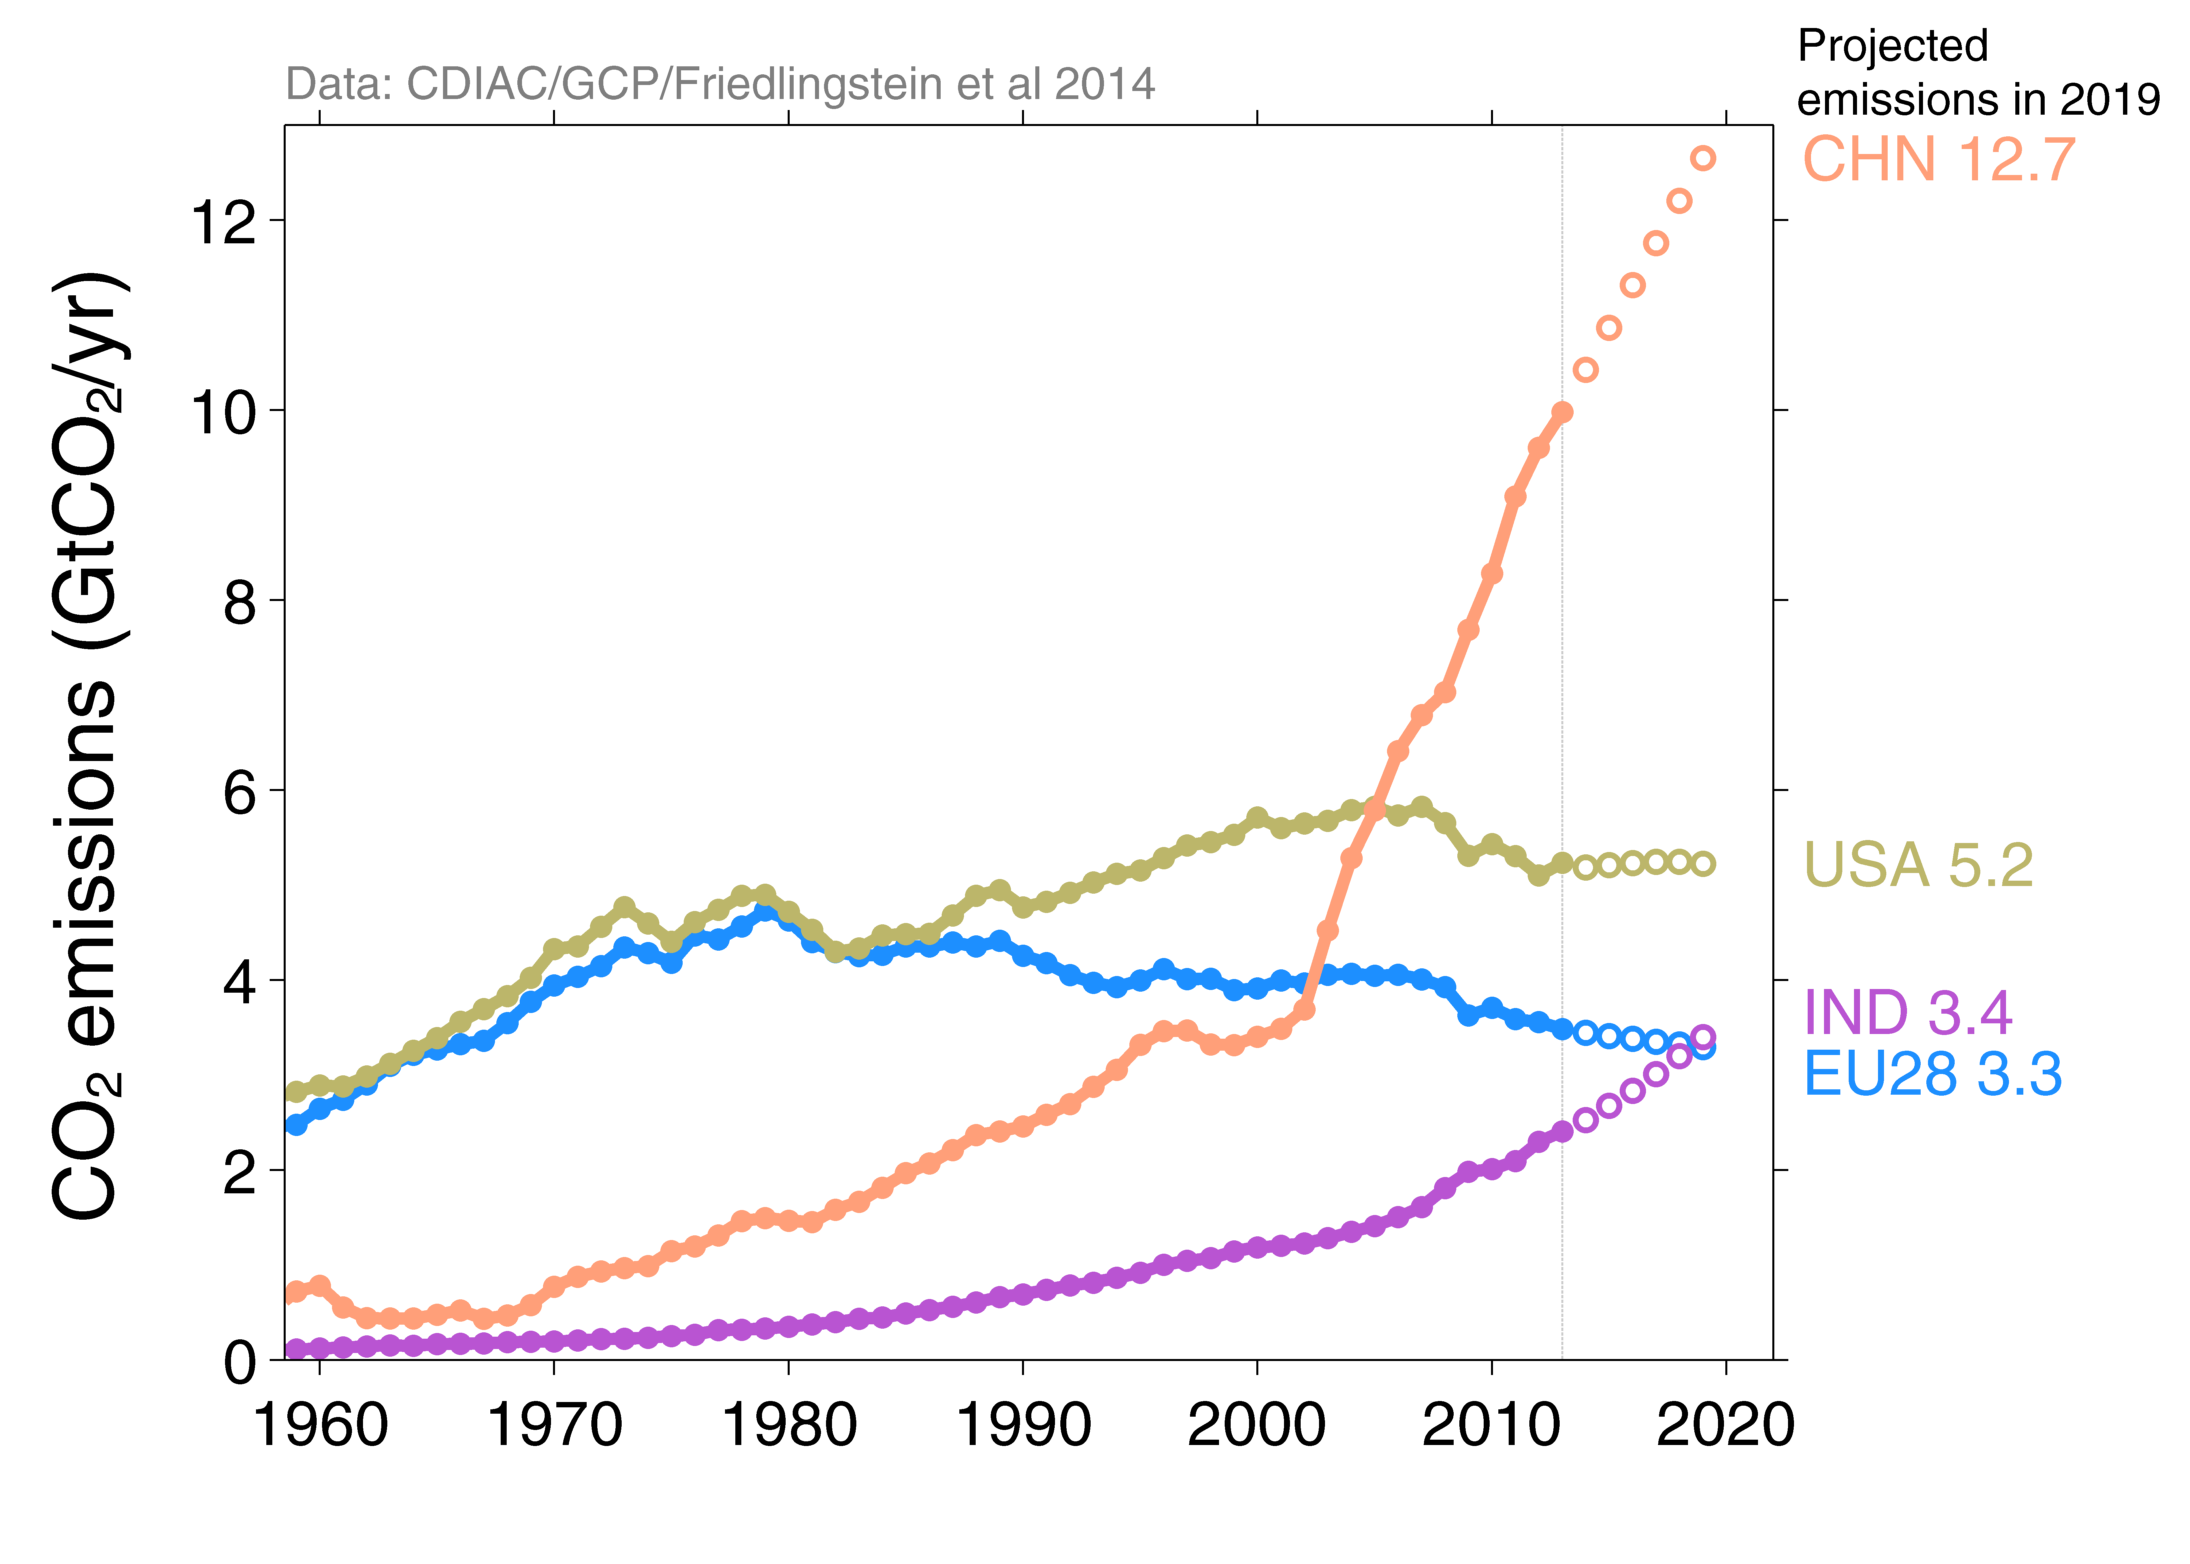 Projected
emissions in 2019
Data: CDIAC/GCP/Friedlingstein et al 2014
CHN 12.7
USA 5.2
IND 3.4
EU28 3.3
CO₂ emissions (GtCO₂/yr)
12
10
8
6
4
2
0
1960 1970 1980 1990 2000 2010 2020